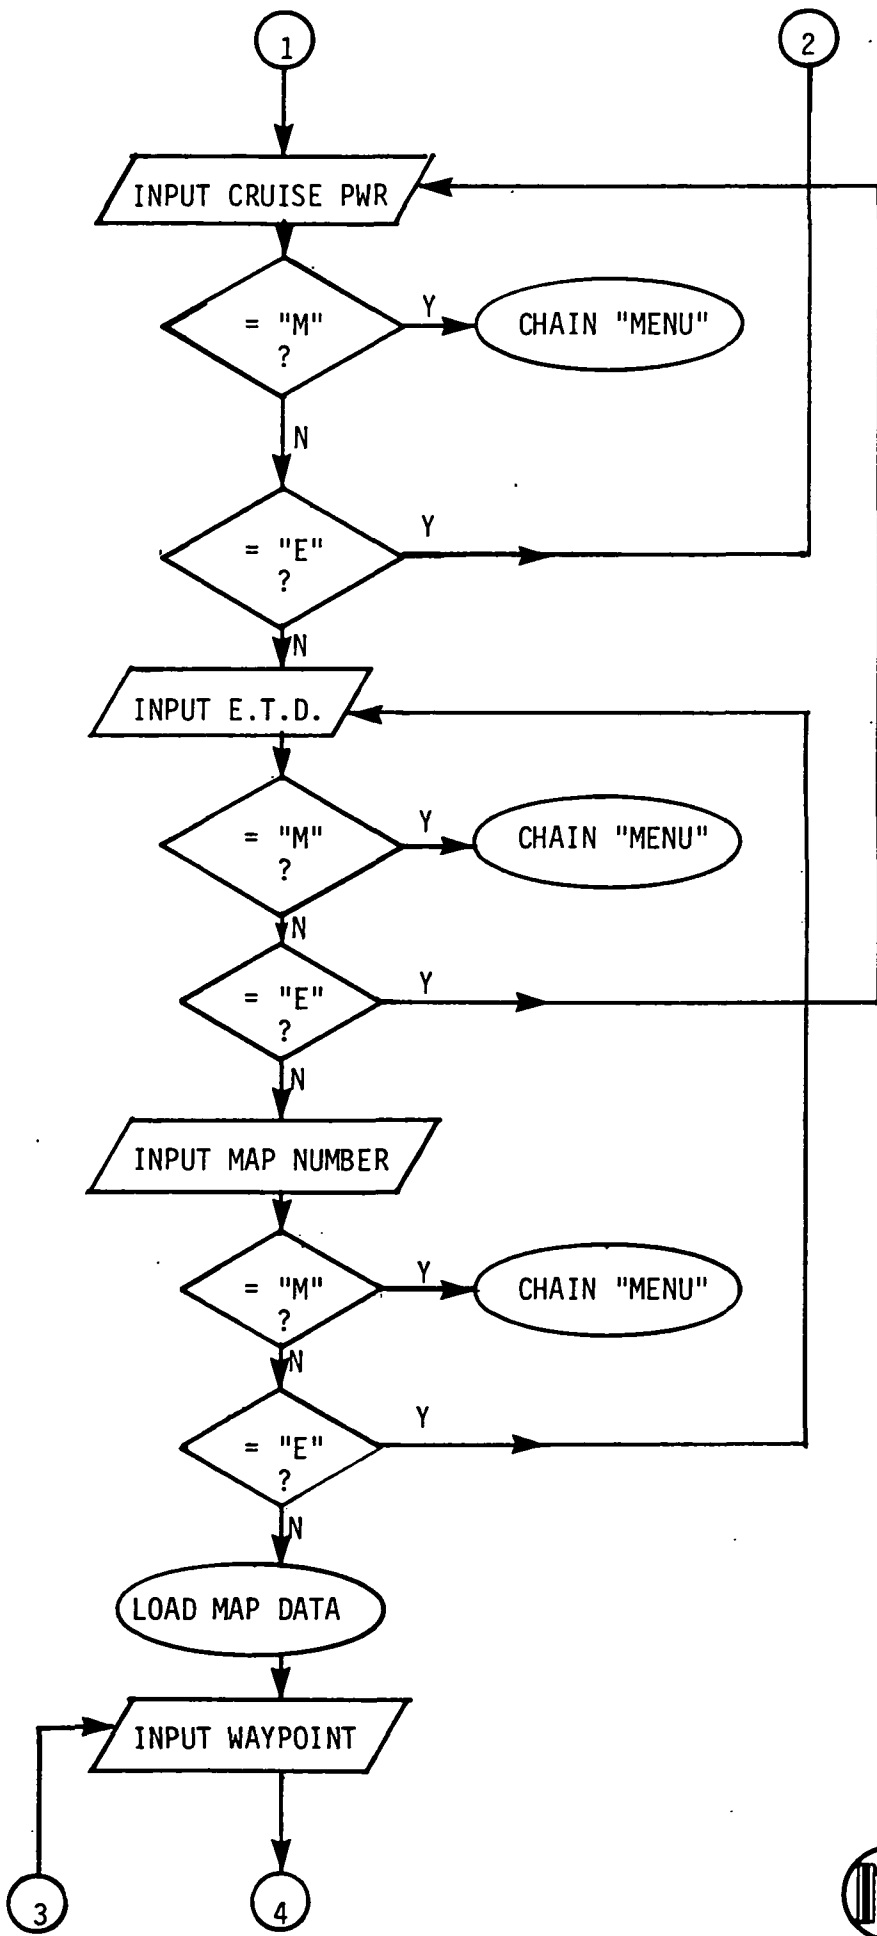 1
2
INPUT CRUISE PWR
= "M"
?
Y
CHAIN "MENU"
N
= "E"
?
Y
N
INPUT E.T.D.
= "M"
?
Y
CHAIN "MENU"
N
= "E"
?
Y
N
INPUT MAP NUMBER
= "M"
?
Y
CHAIN "MENU"
N
= "E"
?
Y
N
LOAD MAP DATA
INPUT WAYPOINT
3
4